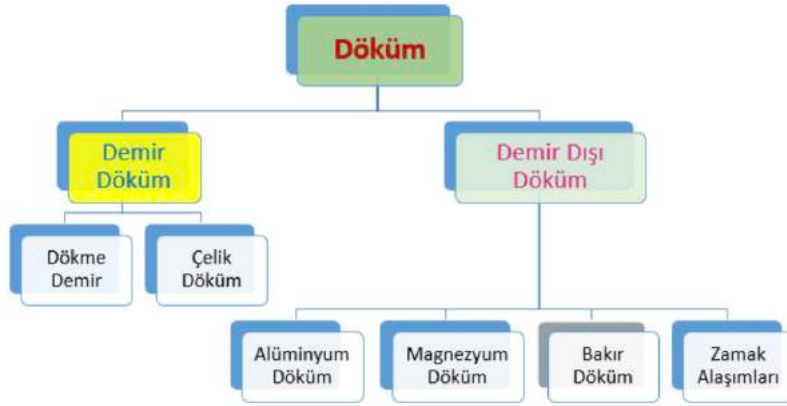 Döküm
Demir
Döküm
Demir Dışı
Döküm
Dökme
Demir
Çelik
Döküm
Alüminyum
Döküm
Magnezyum
Döküm
Bakır
Döküm
Zamak
Alaşımları